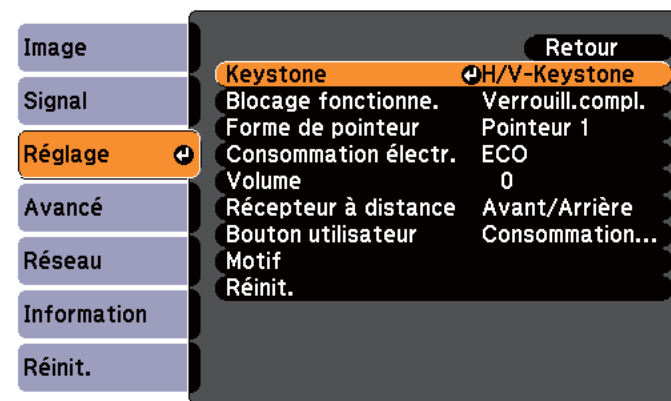 Image
Signal
Réglage
Avancé
Réseau
Information
Réinit.
Retour
Keystone H/V-Keystone
Blocage fonctionne. Verrouill.compl.
Forme de pointeur Pointeur 1
Consommation électr. ECO
Volume 0
Récepteur à distance Avant/Arrière
Bouton utilisateur Consommation...
Motif
Réinit.